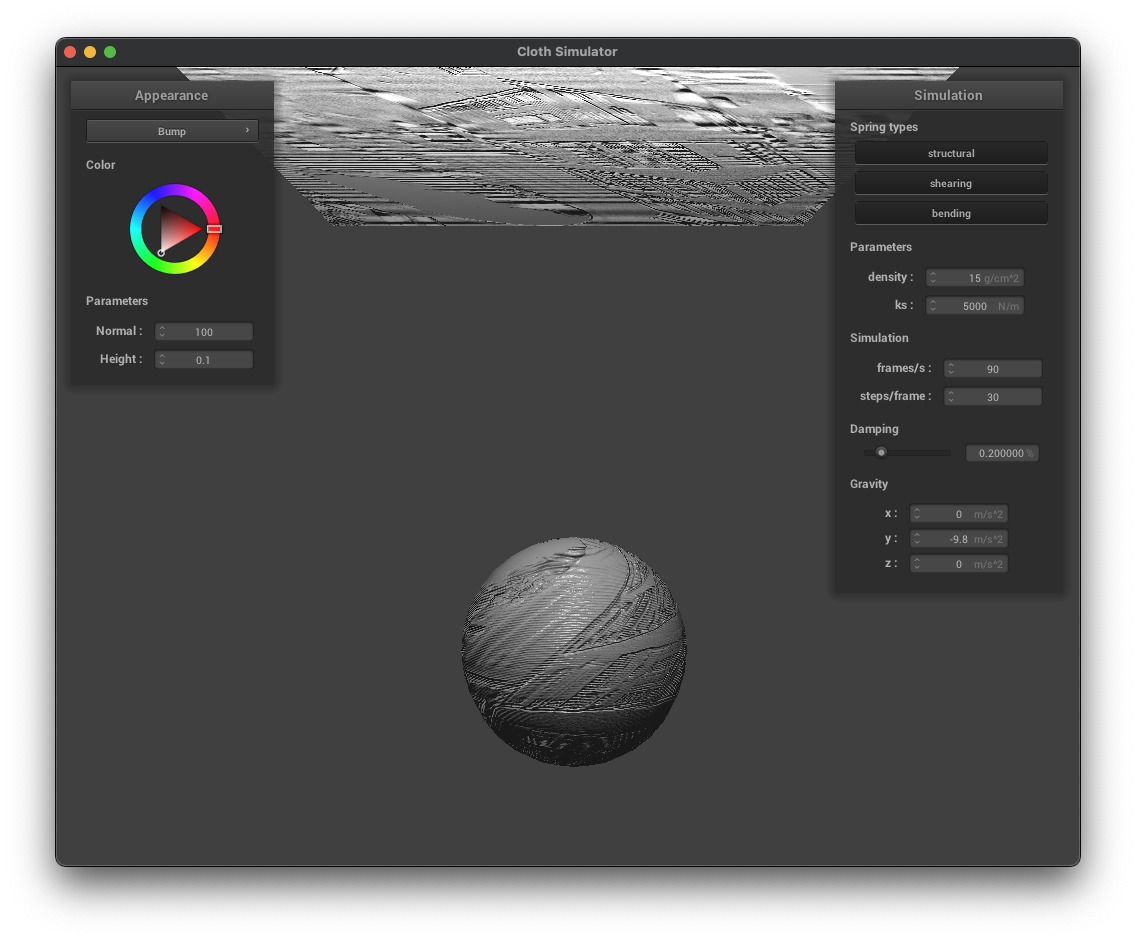 Cloth Simulator
Appearance
Bump ›
Color
Parameters
Normal : 100
Height : 0.1
Simulation
Spring types
structural
shearing
bending
Parameters
density : 15 g/cm^2
ks : 5000 N/m
Simulation
frames/s : 90
steps/frame : 30
Damping
0.200000 %
Gravity
x : 0 m/s^2
y : -9.8 m/s^2
z : 0 m/s^2